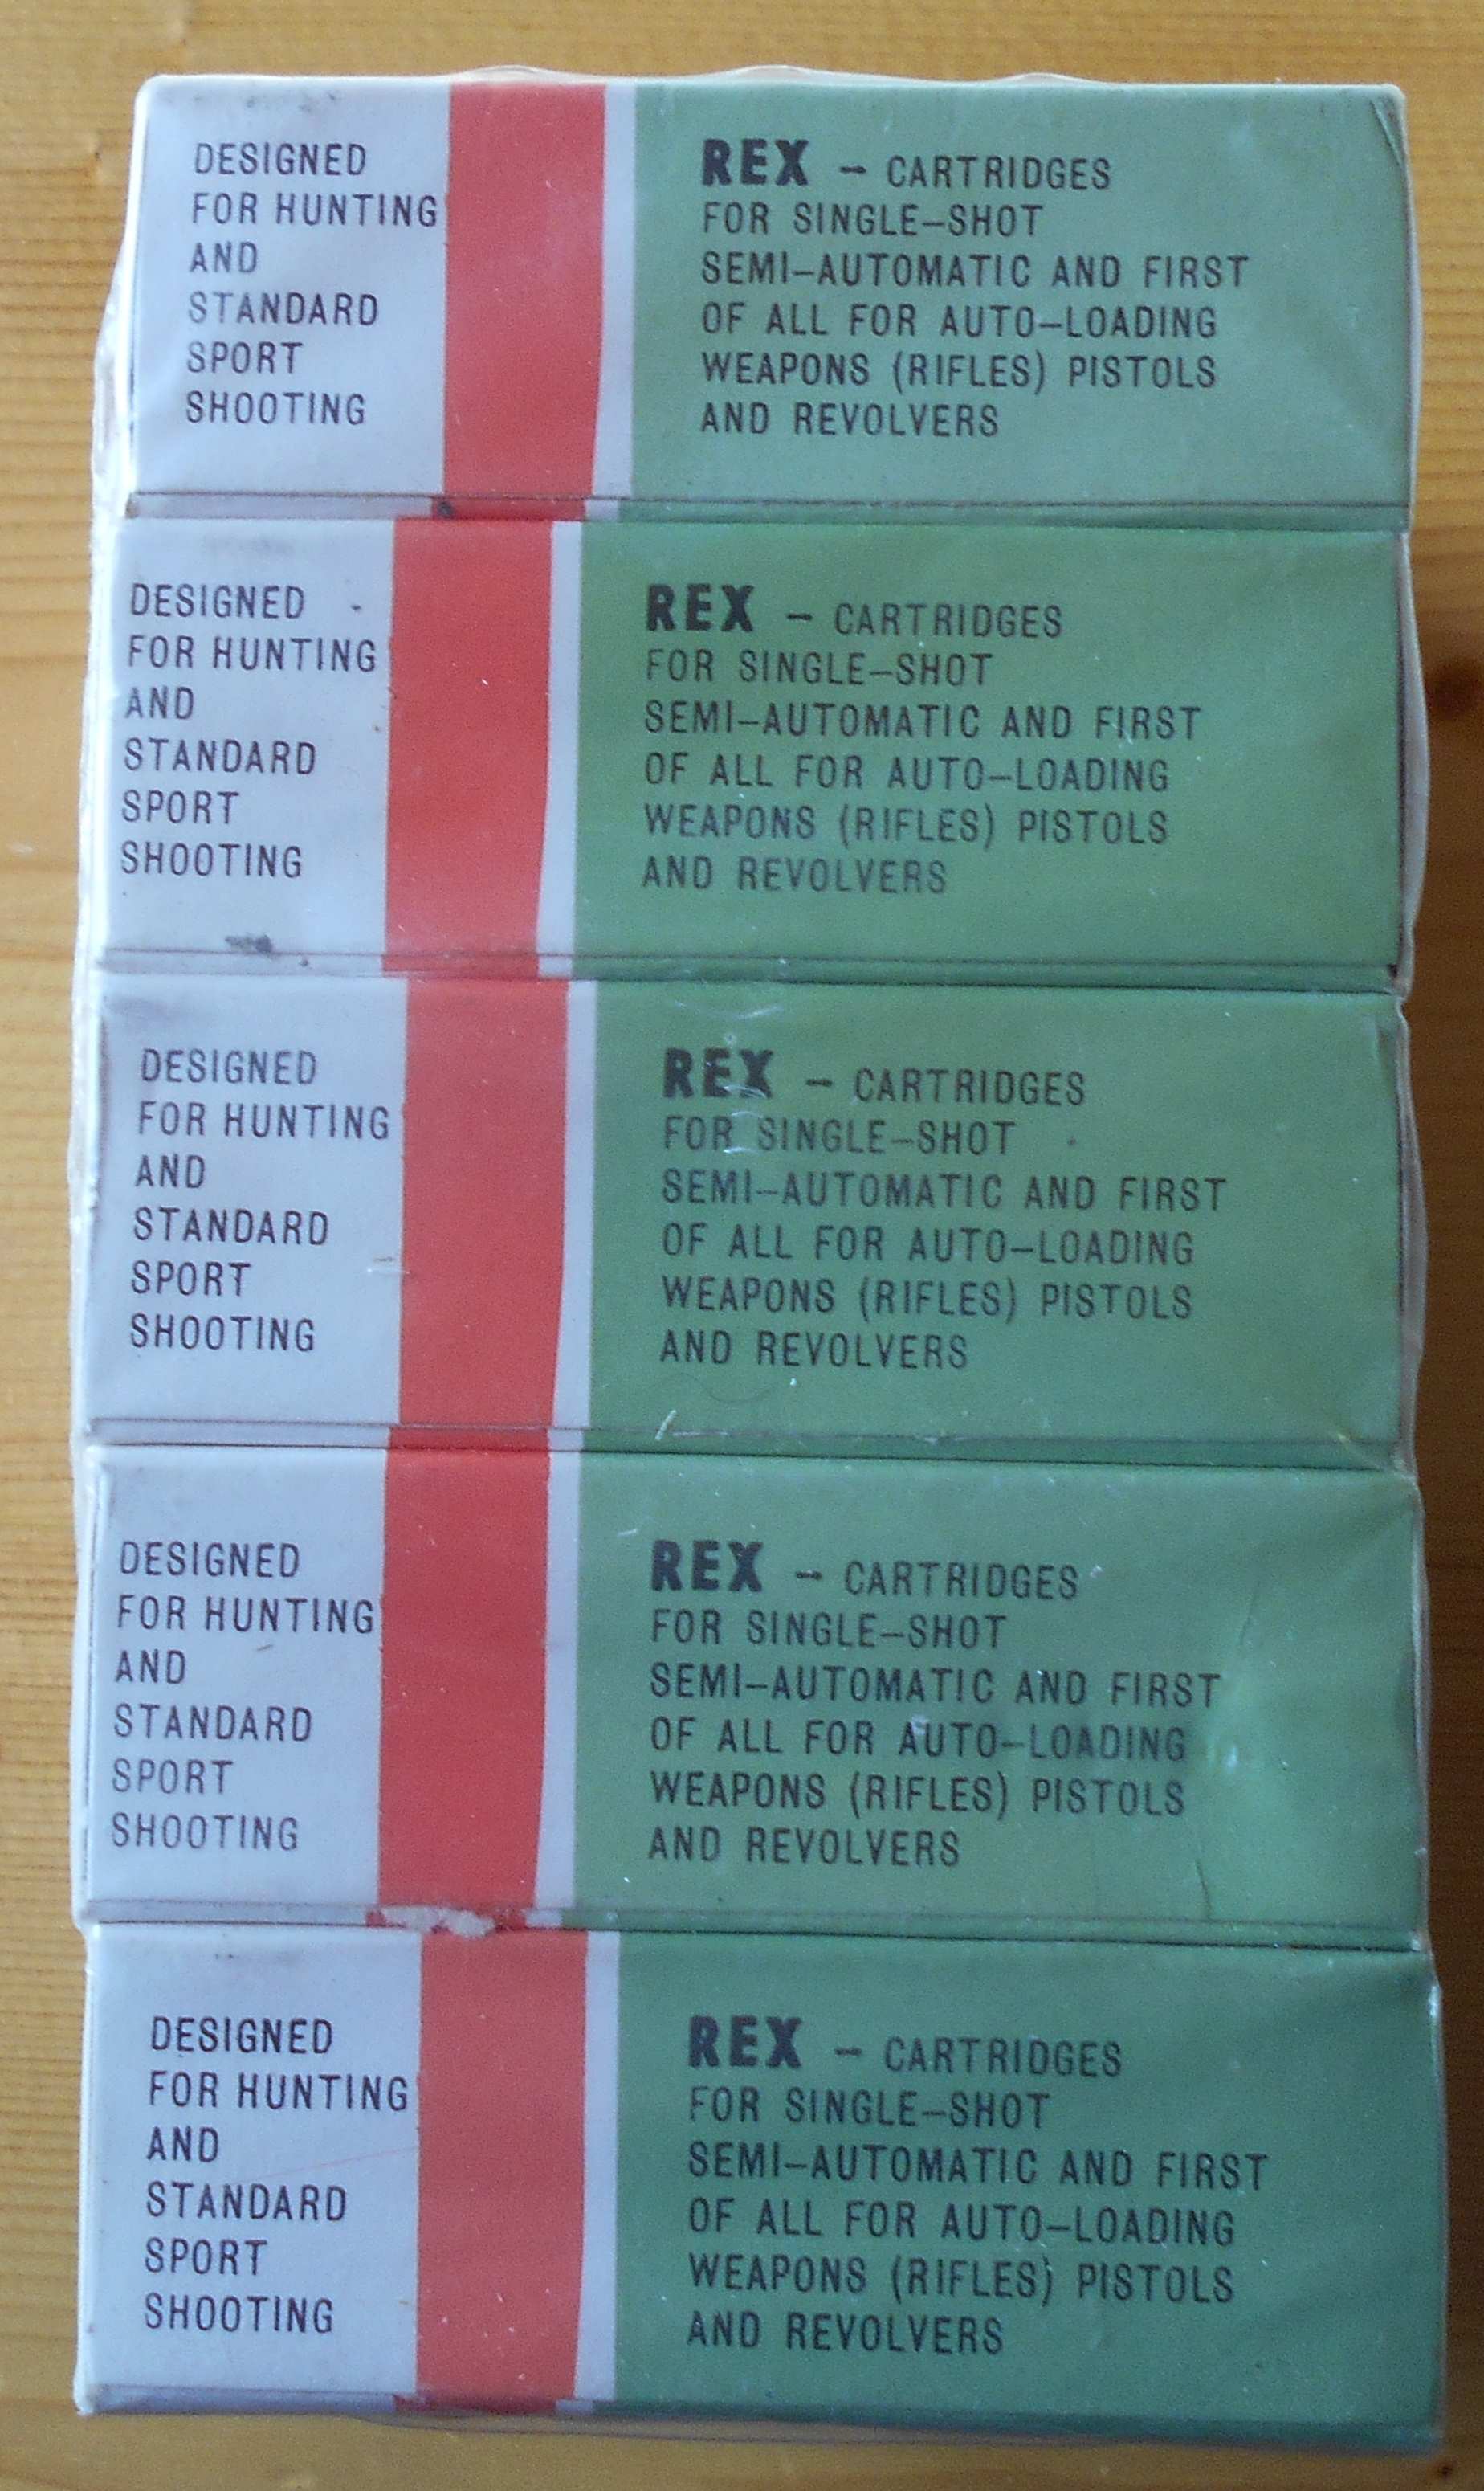 DESIGNED
FOR HUNTING
AND
STANDARD
SPORT
SHOOTING
REX - CARTRIDGES
FOR SINGLE-SHOT
SEMI-AUTOMATIC AND FIRST
OF ALL FOR AUTO-LOADING
WEAPONS (RIFLES) PISTOLS
AND REVOLVERS
DESIGNED
FOR HUNTING
AND
STANDARD
SPORT
SHOOTING
REX - CARTRIDGES
FOR SINGLE-SHOT
SEMI-AUTOMATIC AND FIRST
OF ALL FOR AUTO-LOADING
WEAPONS (RIFLES) PISTOLS
AND REVOLVERS
DESIGNED
FOR HUNTING
AND
STANDARD
SPORT
SHOOTING
REX - CARTRIDGES
FOR SINGLE-SHOT
SEMI-AUTOMATIC AND FIRST
OF ALL FOR AUTO-LOADING
WEAPONS (RIFLES) PISTOLS
AND REVOLVERS
DESIGNED
FOR HUNTING
AND
STANDARD
SPORT
SHOOTING
REX - CARTRIDGES
FOR SINGLE-SHOT
SEMI-AUTOMATIC AND FIRST
OF ALL FOR AUTO-LOADING
WEAPONS (RIFLES) PISTOLS
AND REVOLVERS
DESIGNED
FOR HUNTING
AND
STANDARD
SPORT
SHOOTING
REX - CARTRIDGES
FOR SINGLE-SHOT
SEMI-AUTOMATIC AND FIRST
OF ALL FOR AUTO-LOADING
WEAPONS (RIFLES) PISTOLS
AND REVOLVERS